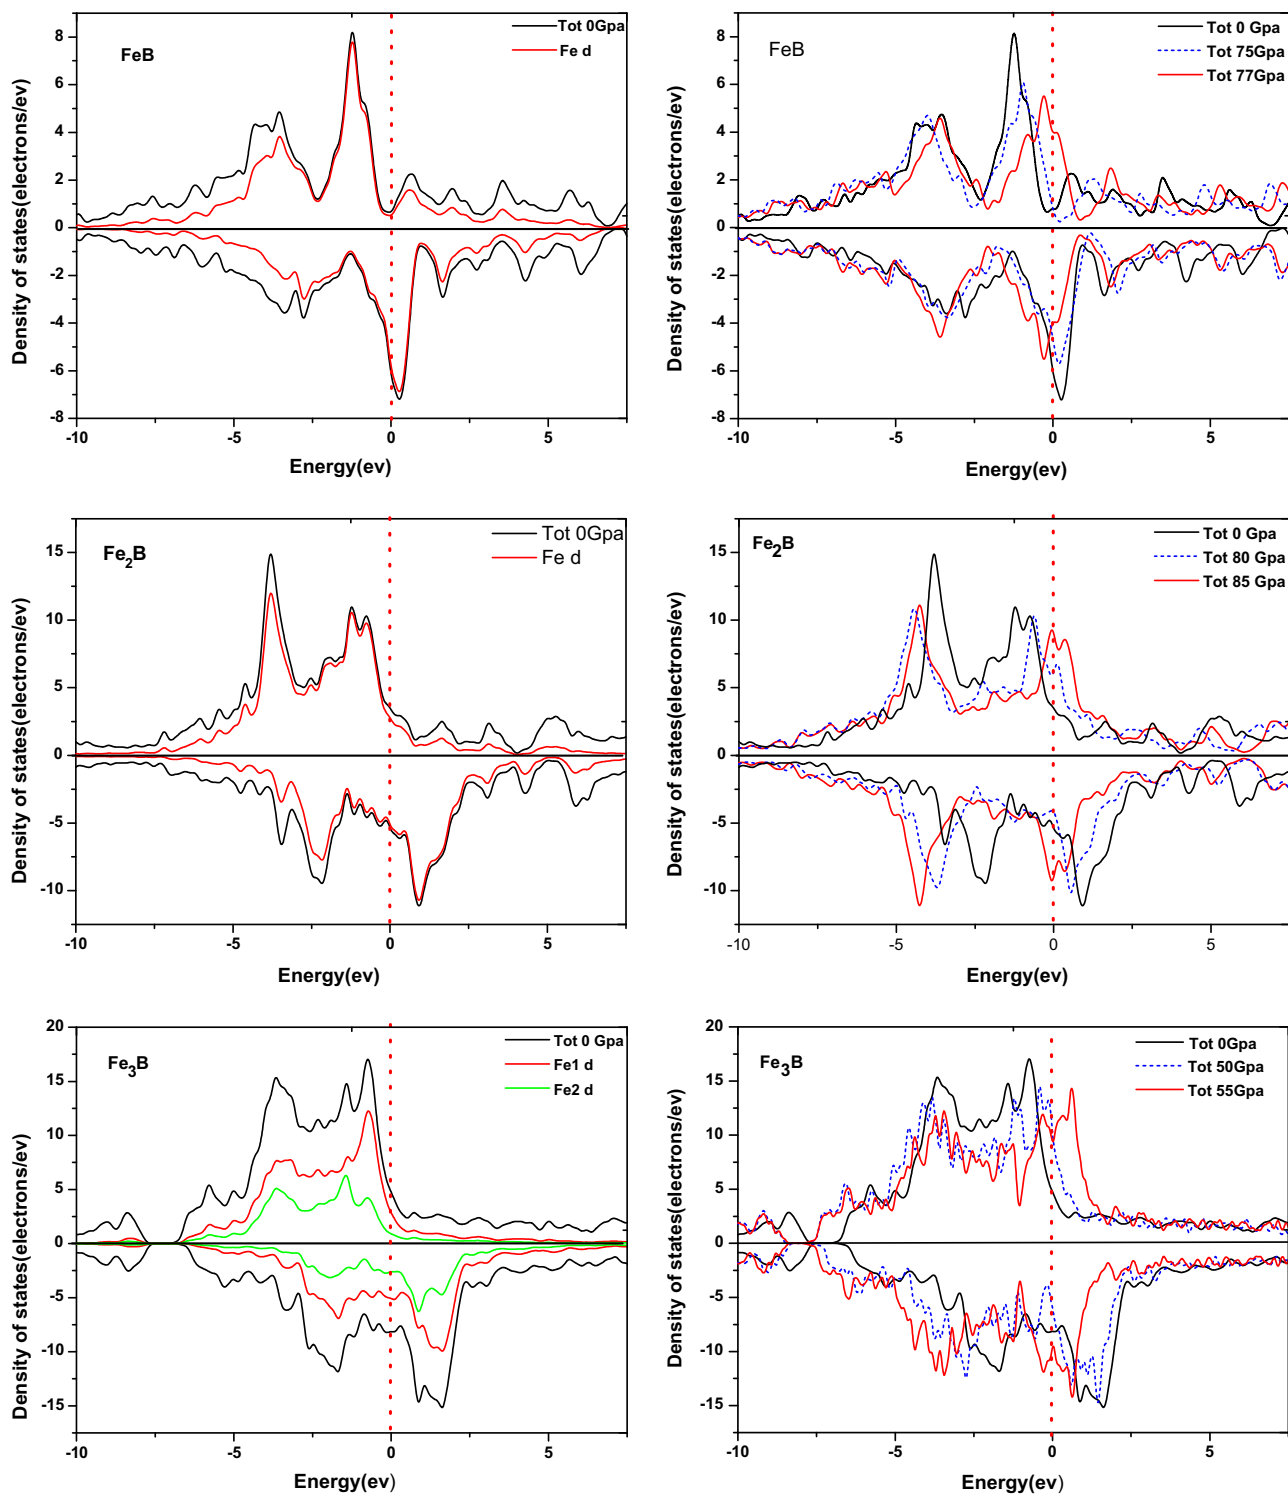 FeB
Tot 0Gpa
Fe d
Density of states(electrons/ev)
8
6
4
2
0
-2
-4
-6
-8
-10
-5
0
5
Energy(ev)
FeB
Tot 0 Gpa
Tot 75Gpa
Tot 77Gpa
Density of states(electrons/ev)
8
6
4
2
0
-2
-4
-6
-8
-10
-5
0
5
Energy(ev)
Fe2B
Tot 0Gpa
Fe d
Density of states(electrons/ev)
15
10
5
0
-5
-10
-10
-5
0
5
Energy(ev)
Fe2B
Tot 0 Gpa
Tot 80 Gpa
Tot 85 Gpa
Density of states(electrons/ev)
15
10
5
0
-5
-10
-10
-5
0
5
Energy(ev)
Fe3B
Tot 0 Gpa
Fe1 d
Fe2 d
Density of states(electrons/ev)
20
15
10
5
0
-5
-10
-15
-10
-5
0
5
Energy(ev)
Fe3B
Tot 0Gpa
Tot 50Gpa
Tot 55Gpa
Density of states(electrons/ev)
20
15
10
5
0
-5
-10
-15
-10
-5
0
5
Energy(ev)